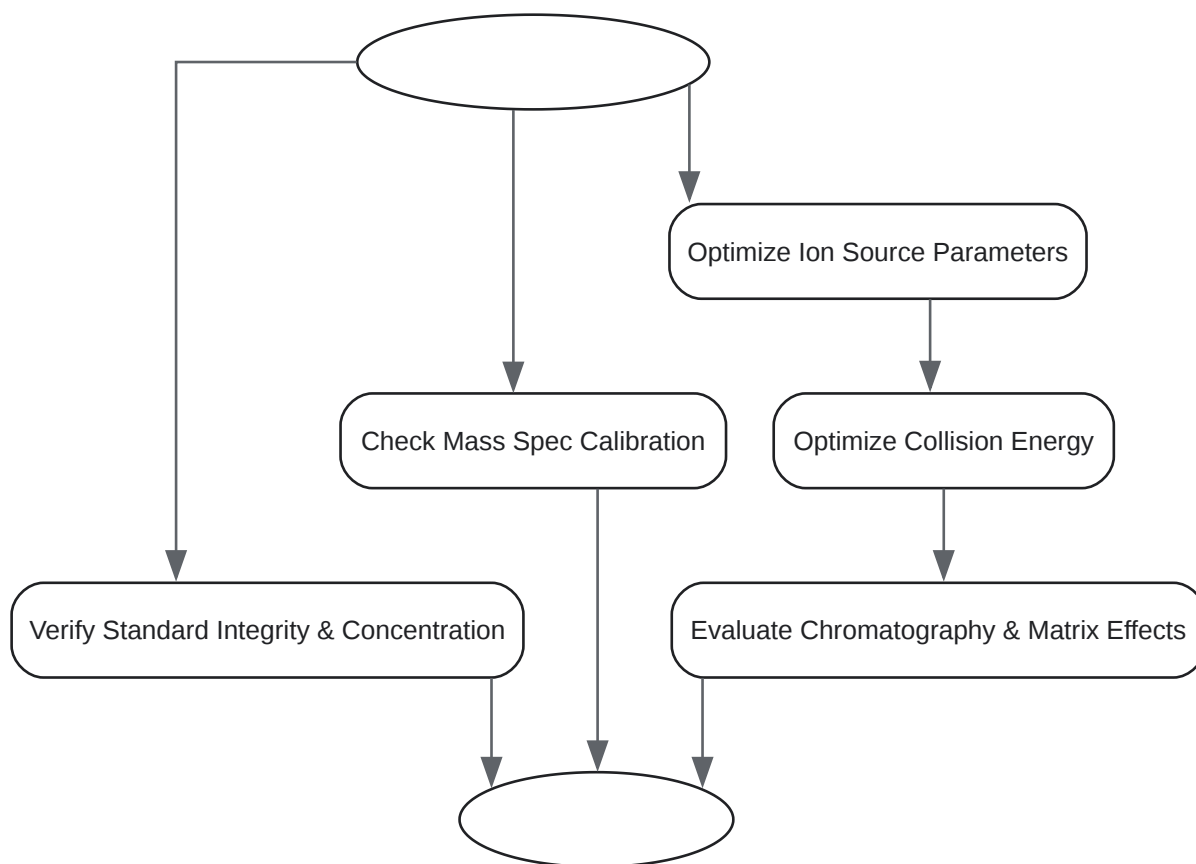 Optimize Ion Source Parameters
Check Mass Spec Calibration
Optimize Collision Energy
Verify Standard Integrity & Concentration
Evaluate Chromatography & Matrix Effects